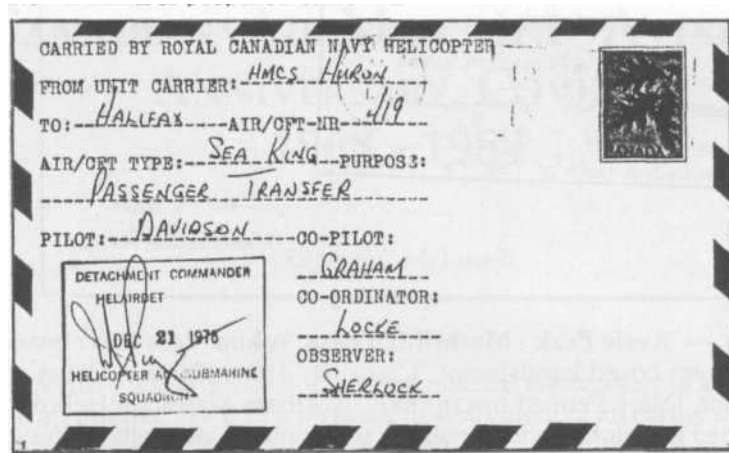 CARRIED BY ROYAL CANADIAN NAVY HELICOPTER
FROM UNIT CARRIER: HMCS HURON
TO: HALIFAX AIR/CFT-NR 419
AIR/CFT TYPE: SEA KING PURPOSE:
PASSENGER TRANSFER
PILOT: DAVIDSON CO-PILOT:
GRAHAM
CO-ORDINATOR:
LOCKE
OBSERVER:
SHERLOCK
DETACHMENT COMMANDER
HELAIRDET
DEC 21 1976
HELICOPTER SUBMARINE
SQUADRON
CANADA